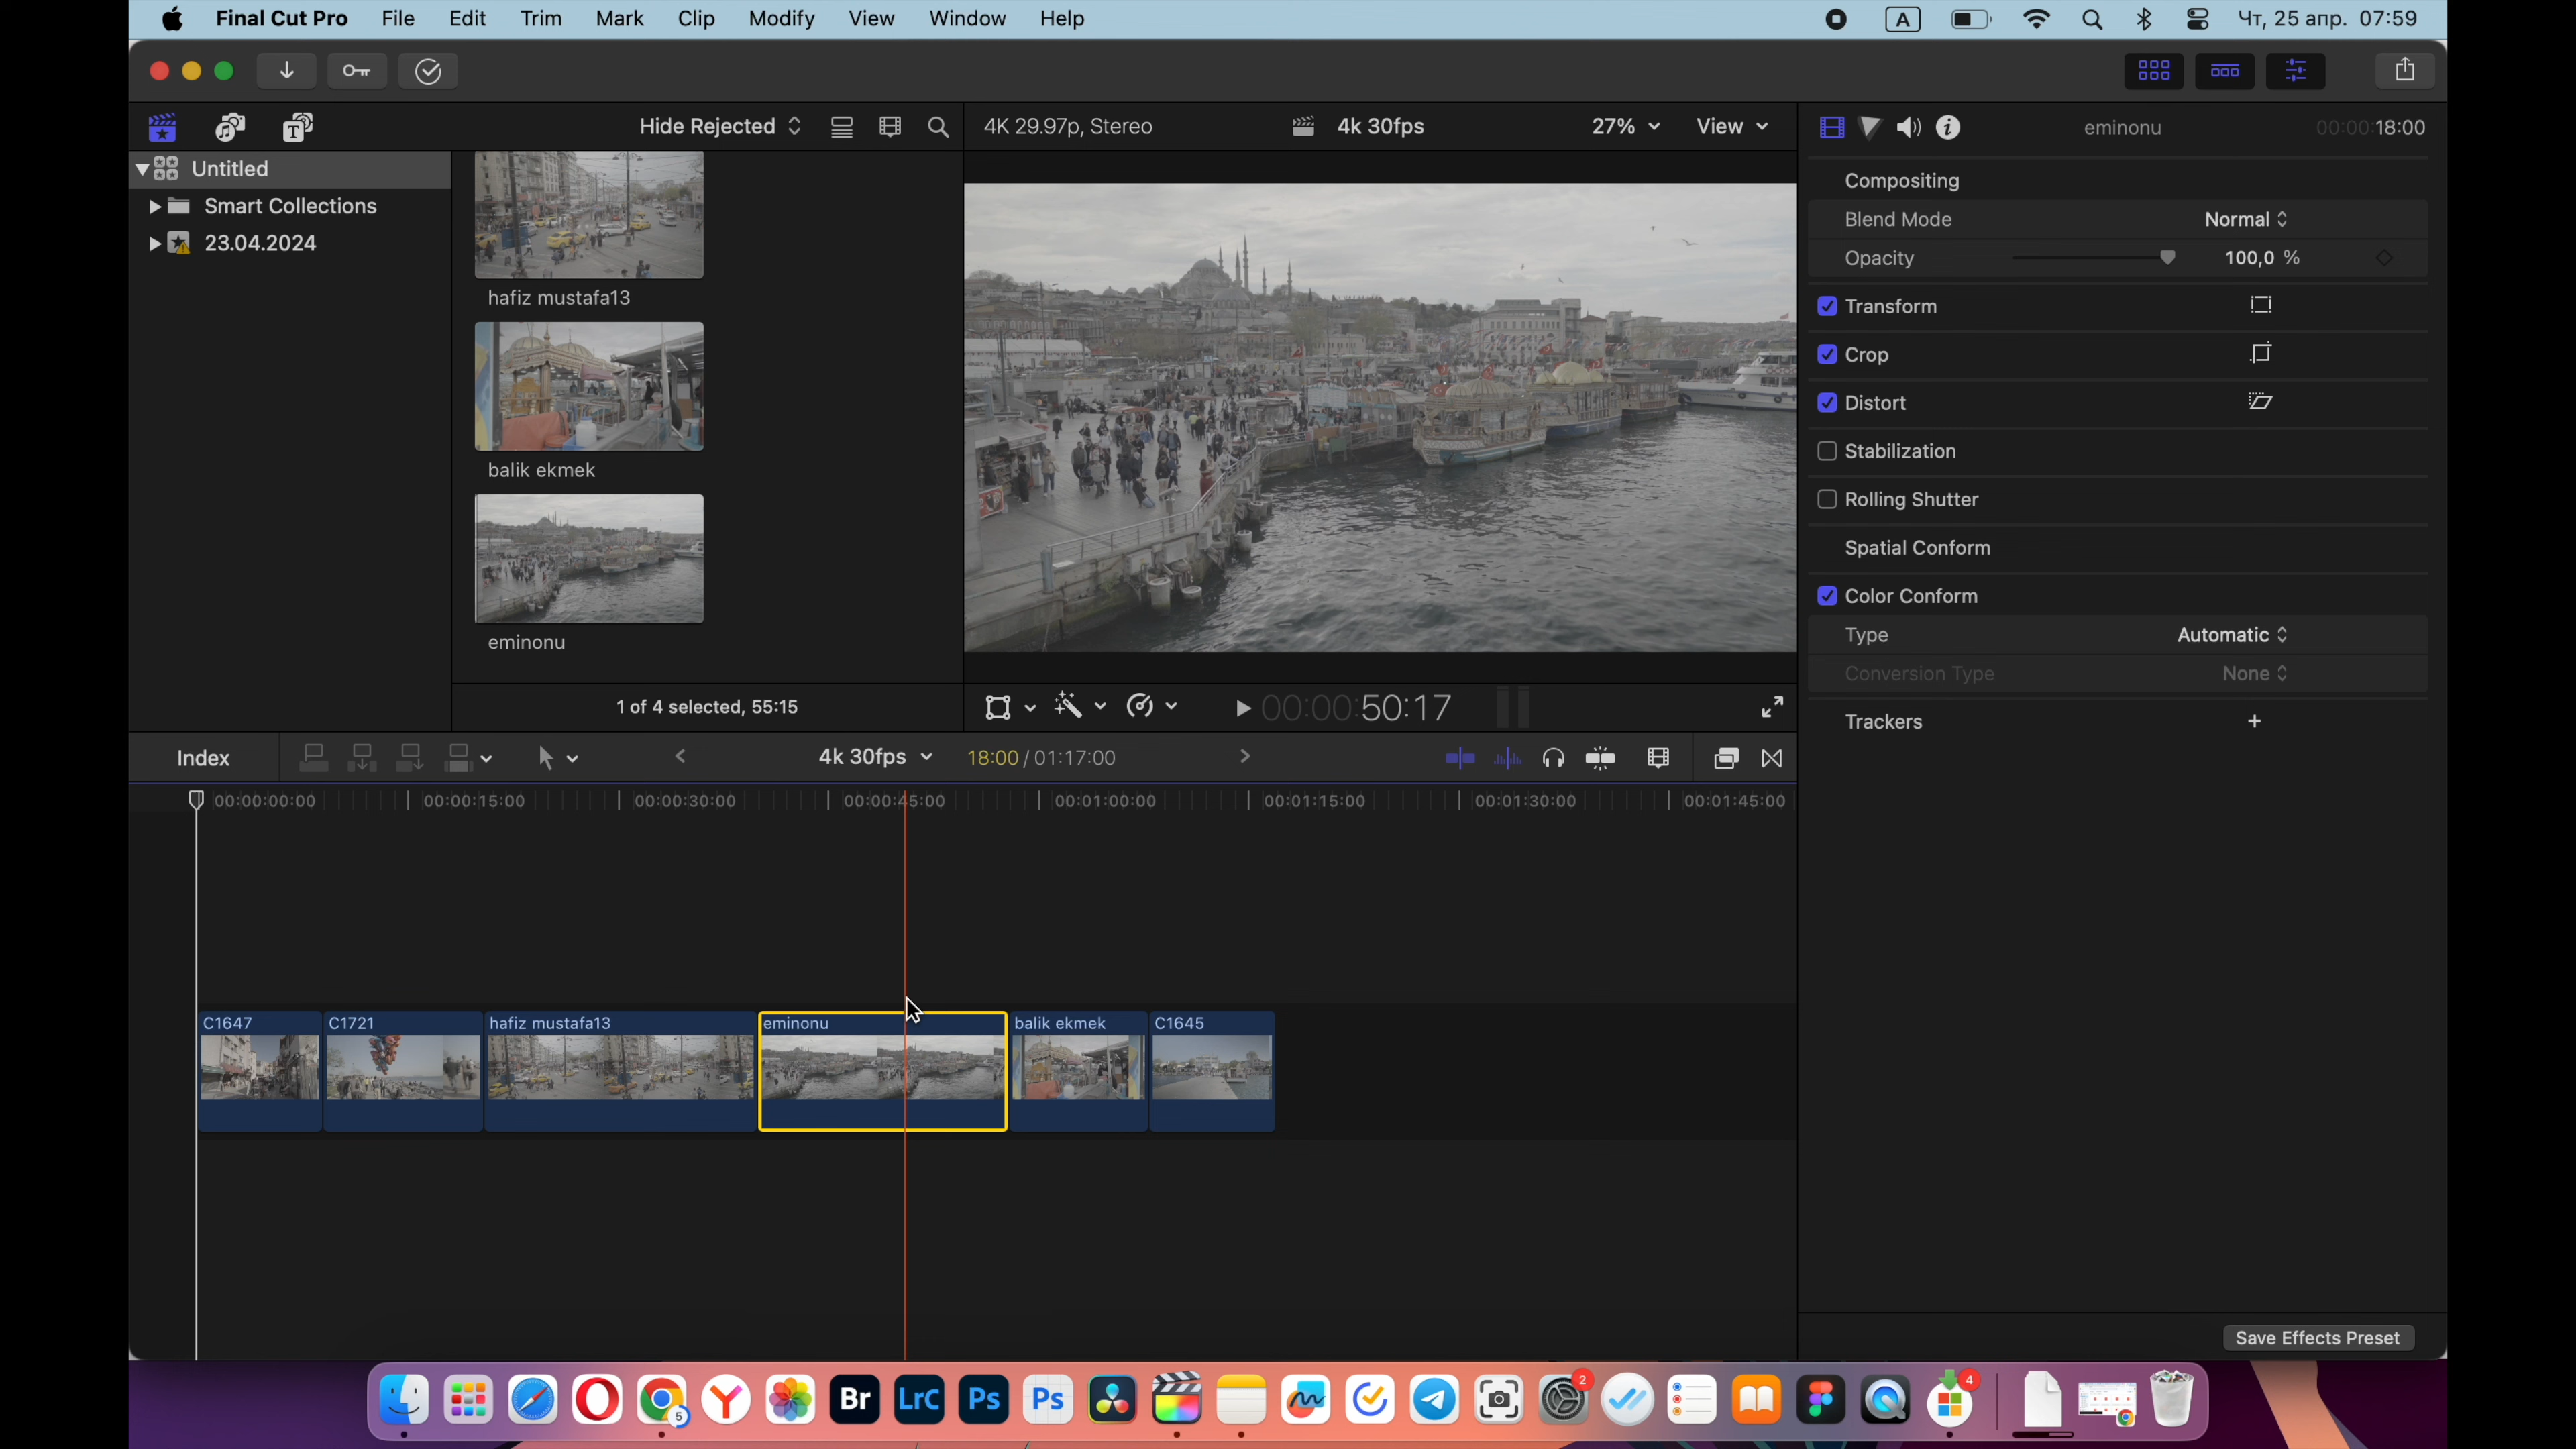 Final Cut Pro File Edit Trim Mark Clip Modify View Window Help A Чт, 25 апр. 07:59
Hide Rejected 4K 29.97p, Stereo 4k 30fps 27% View eminonu 00:00:18:00
T
Untitled
Smart Collections
23.04.2024
hafiz mustafa13
balik ekmek
eminonu
1 of 4 selected, 55:15
00:00:50:17
Compositing
Blend Mode Normal
Opacity 100,0 %
Transform
Crop
Distort
Stabilization
Rolling Shutter
Spatial Conform
Color Conform
Type Automatic
Conversion Type None
Trackers +
Index 4k 30fps 18:00 / 01:17:00
00:00:00:00 00:00:15:00 00:00:30:00 00:00:45:00 00:01:00:00 00:01:15:00 00:01:30:00 00:01:45:00
C1647 C1721 hafiz mustafa13 eminonu balik ekmek C1645
Save Effects Preset
5 Br LrC Ps Ps 2 4